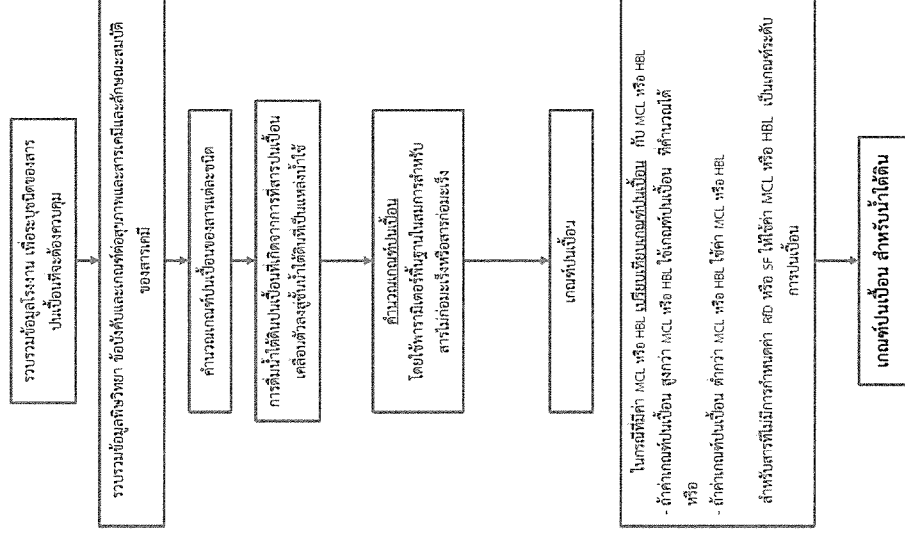 รวบรวมข้อมูลโรงงาน เพื่อระบุชนิดของสาร
ปนเปื้อนที่จะต้องควบคุม
รวบรวมข้อมูลพิษวิทยา ข้อบังคับและเกณฑ์ต่อสุขภาพและสารเคมีและลักษณะสมบัติ
ของสารเคมี
คำนวณเกณฑ์ปนเปื้อนของสารแต่ละชนิด
การดื่มน้ำใต้ดินปนเปื้อนที่เกิดจากการที่สารปนเปื้อน
เคลื่อนตัวลงสู่ชั้นน้ำใต้ดินที่เป็นแหล่งน้ำใช้
คำนวณเกณฑ์ปนเปื้อน
โดยใช้พารามิเตอร์พื้นฐานในสมการสำหรับ
สารไม่ก่อมะเร็งหรือสารก่อมะเร็ง
เกณฑ์ปนเปื้อน
ในกรณีที่มีค่า MCL หรือ HBL เปรียบเทียบเกณฑ์ปนเปื้อน กับ MCL หรือ HBL
- ถ้าค่าเกณฑ์ปนเปื้อน สูงกว่า MCL หรือ HBL ใช้เกณฑ์ปนเปื้อน ที่คำนวณได้
หรือ
- ถ้าค่าเกณฑ์ปนเปื้อน ต่ำกว่า MCL หรือ HBL ใช้ค่า MCL หรือ HBL
สำหรับสารที่ไม่มีการกำหนดค่า RfD หรือ SF ให้ใช้ค่า MCL หรือ HBL เป็นเกณฑ์ระดับ
การปนเปื้อน
เกณฑ์ปนเปื้อน สำหรับน้ำใต้ดิน